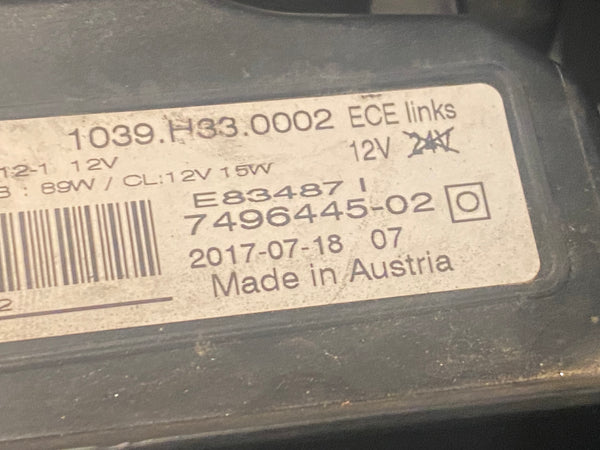 1039.H33.0002 ECE links
12-1 12V
12V 24V
: 89W / CL:12V 15W
E83487 I
7496445-02
2017-07-18 07
Made in Austria
2